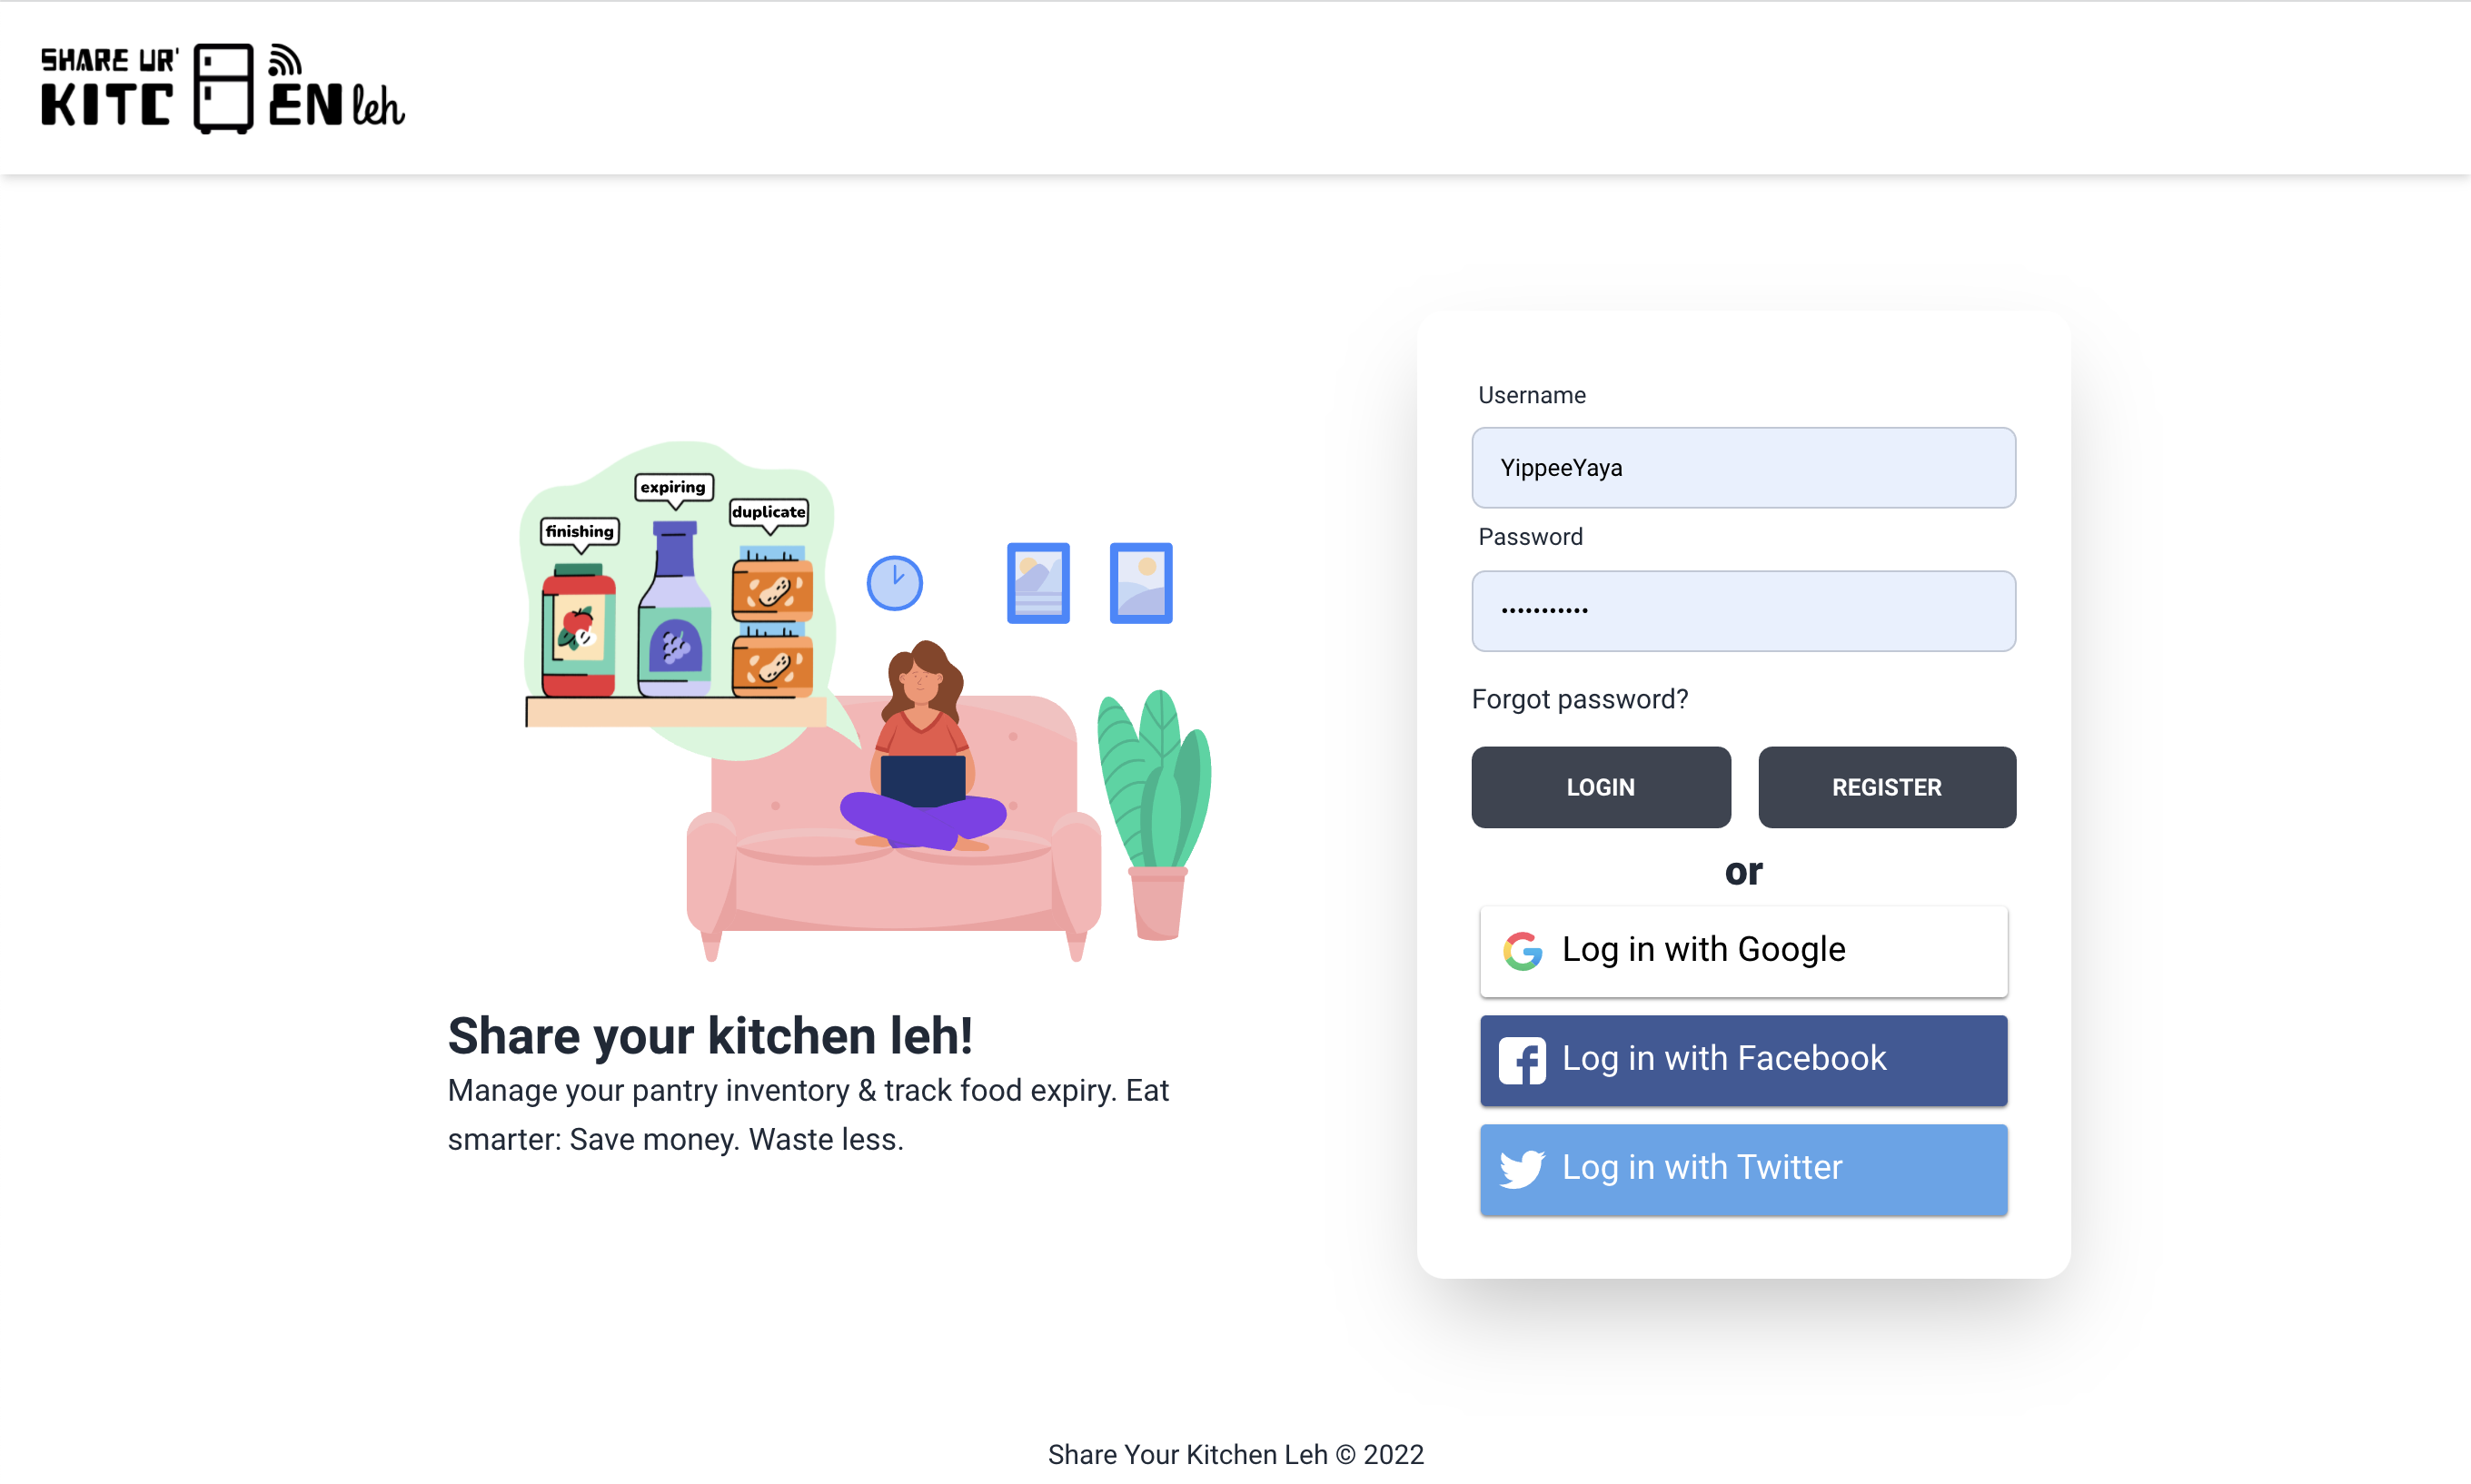 SHARE UR'
KITC EN leh
expiring
duplicate
finishing
Share your kitchen leh!
Manage your pantry inventory & track food expiry. Eat
smarter: Save money. Waste less.
Username
YippeeYaya
Password
•••••••••••
Forgot password?
LOGIN
REGISTER
or
Log in with Google
Log in with Facebook
Log in with Twitter
Share Your Kitchen Leh © 2022